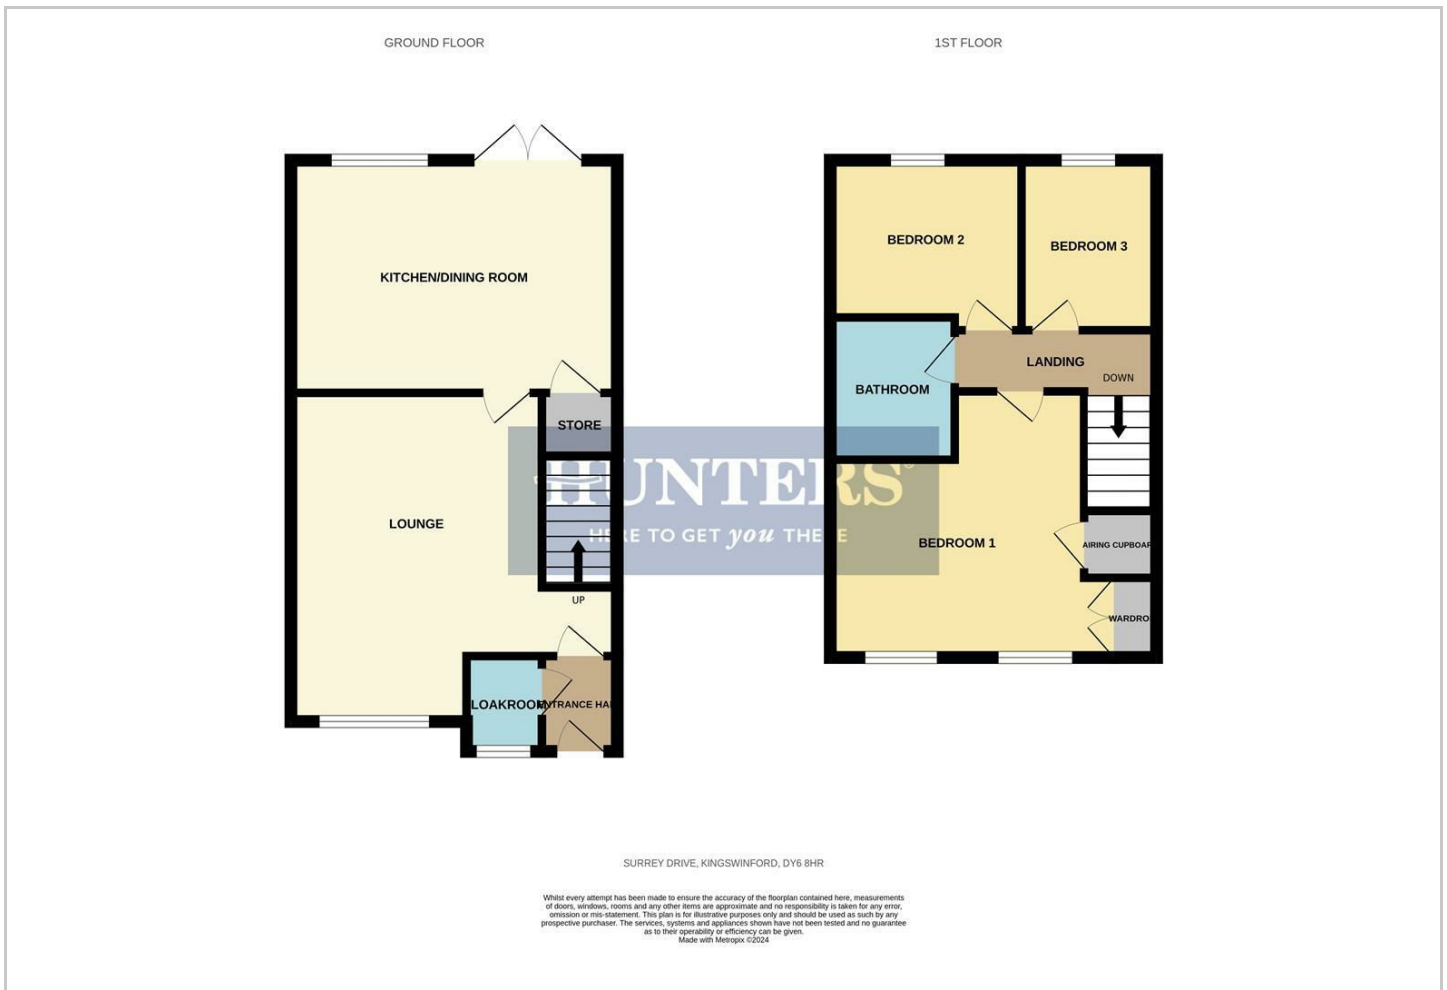 GROUND FLOOR
1ST FLOOR
KITCHEN/DINING ROOM
STORE
LOUNGE
UP
LOAKROOM
ENTRANCE HAL
BEDROOM 2
BEDROOM 3
LANDING
DOWN
BATHROOM
BEDROOM 1
AIRING CUPBOAR
WARDRO
HUNTERS®
HERE TO GET you THERE
SURREY DRIVE, KINGSWINFORD, DY6 8HR
Whilst every attempt has been made to ensure the accuracy of the floorplan contained here, measurements
of doors, windows, rooms and any other items are approximate and no responsibility is taken for any error,
omission or mis-statement. This plan is for illustrative purposes only and should be used as such by any
prospective purchaser. The services, systems and appliances shown have not been tested and no guarantee
as to their operability or efficiency can be given.
Made with Metropix ©2024